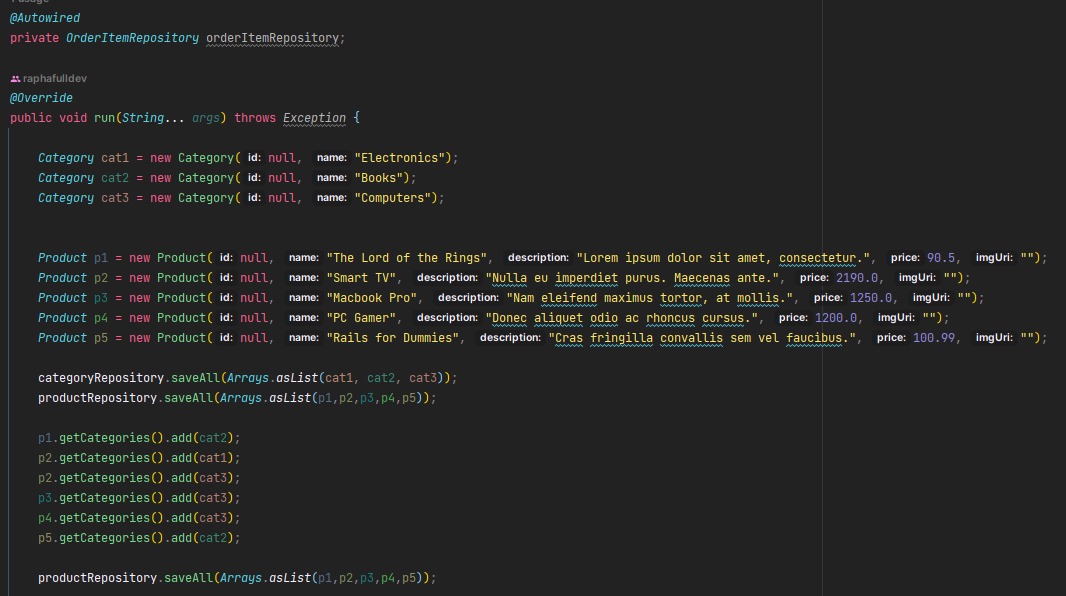 @Autowired
private OrderItemRepository orderItemRepository;
raphafulldev
@Override
public void run(String... args) throws Exception {
Category cat1 = new Category( id: null, name: "Electronics");
Category cat2 = new Category( id: null, name: "Books");
Category cat3 = new Category( id: null, name: "Computers");
Product p1 = new Product( id: null, name: "The Lord of the Rings", description: "Lorem ipsum dolor sit amet, consectetur.", price: 90.5, imgUri: "");
Product p2 = new Product( id: null, name: "Smart TV", description: "Nulla eu imperdiet purus. Maecenas ante.", price: 2190.0, imgUri: "");
Product p3 = new Product( id: null, name: "Macbook Pro", description: "Nam eleifend maximus tortor, at mollis.", price: 1250.0, imgUri: "");
Product p4 = new Product( id: null, name: "PC Gamer", description: "Donec aliquet odio ac rhoncus cursus.", price: 1200.0, imgUri: "");
Product p5 = new Product( id: null, name: "Rails for Dummies", description: "Cras fringilla convallis sem vel faucibus.", price: 100.99, imgUri: "");
categoryRepository.saveAll(Arrays.asList(cat1, cat2, cat3));
productRepository.saveAll(Arrays.asList(p1,p2,p3,p4,p5));
p1.getCategories().add(cat2);
p2.getCategories().add(cat1);
p2.getCategories().add(cat3);
p3.getCategories().add(cat3);
p4.getCategories().add(cat3);
p5.getCategories().add(cat2);
productRepository.saveAll(Arrays.asList(p1,p2,p3,p4,p5));